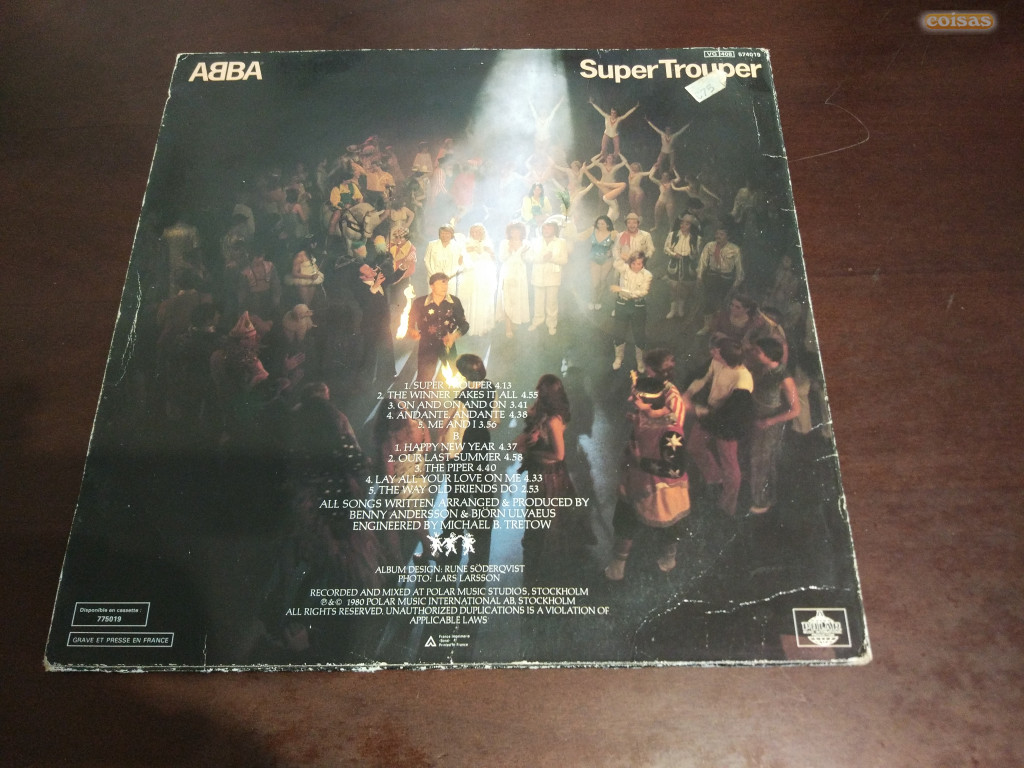 coisas
ABBA
VG 408 674019
Super Trouper
1. SUPER TROUPER 4.13
2. THE WINNER TAKES IT ALL 4.55
3. ON AND ON AND ON 3.41
4. ANDANTE, ANDANTE 4.38
5. ME AND I 3.56
B.
1. HAPPY NEW YEAR 4.37
2. OUR LAST SUMMER 4.58
3. THE PIPER 4.40
4. LAY ALL YOUR LOVE ON ME 4.33
5. THE WAY OLD FRIENDS DO 2.53
ALL SONGS WRITTEN, ARRANGED & PRODUCED BY
BENNY ANDERSSON & BJÖRN ULVAEUS
ENGINEERED BY MICHAEL B. TRETOW
ALBUM DESIGN: RUNE SÖDERQVIST
PHOTO: LARS LARSSON
RECORDED AND MIXED AT POLAR MUSIC STUDIOS, STOCKHOLM
℗ & © 1980 POLAR MUSIC INTERNATIONAL AB, STOCKHOLM
ALL RIGHTS RESERVED. UNAUTHORIZED DUPLICATIONS IS A VIOLATION OF
APPLICABLE LAWS
Disponible en cassette :
775019
GRAVE ET PRESSE EN FRANCE